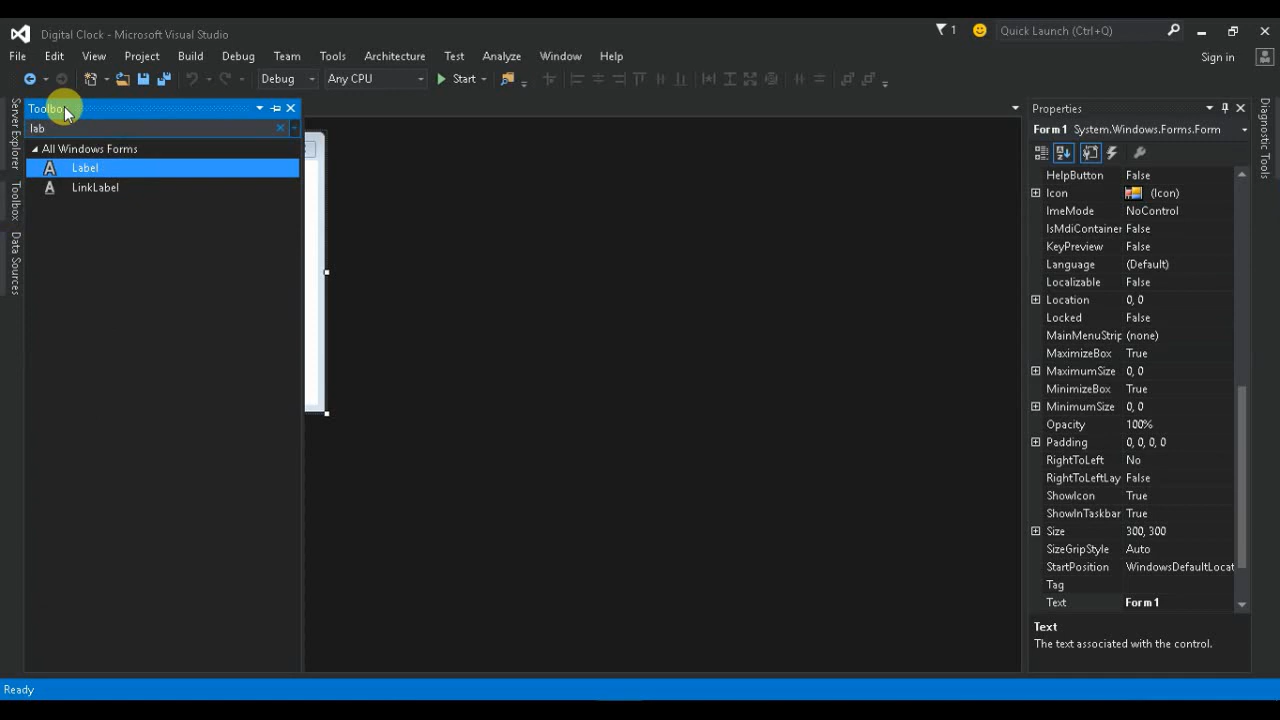 Digital Clock - Microsoft Visual Studio
1
Quick Launch (Ctrl+Q)
File Edit View Project Build Debug Team Tools Architecture Test Analyze Window Help
Sign in
Debug Any CPU Start
Server Explorer
Toolbox
Data Sources
Toolbox
lab
All Windows Forms
Label
LinkLabel
Properties
Form1 System.Windows.Forms.Form
HelpButton False
Icon (Icon)
ImeMode NoControl
IsMdiContainer False
KeyPreview False
Language (Default)
Localizable False
Location 0, 0
Locked False
MainMenuStrip (none)
MaximizeBox True
MaximumSize 0, 0
MinimizeBox True
MinimumSize 0, 0
Opacity 100%
Padding 0, 0, 0, 0
RightToLeft No
RightToLeftLay False
ShowIcon True
ShowInTaskbar True
Size 300, 300
SizeGripStyle Auto
StartPosition WindowsDefaultLocat
Tag
Text Form1
Text
The text associated with the control.
Diagnostic Tools
Ready